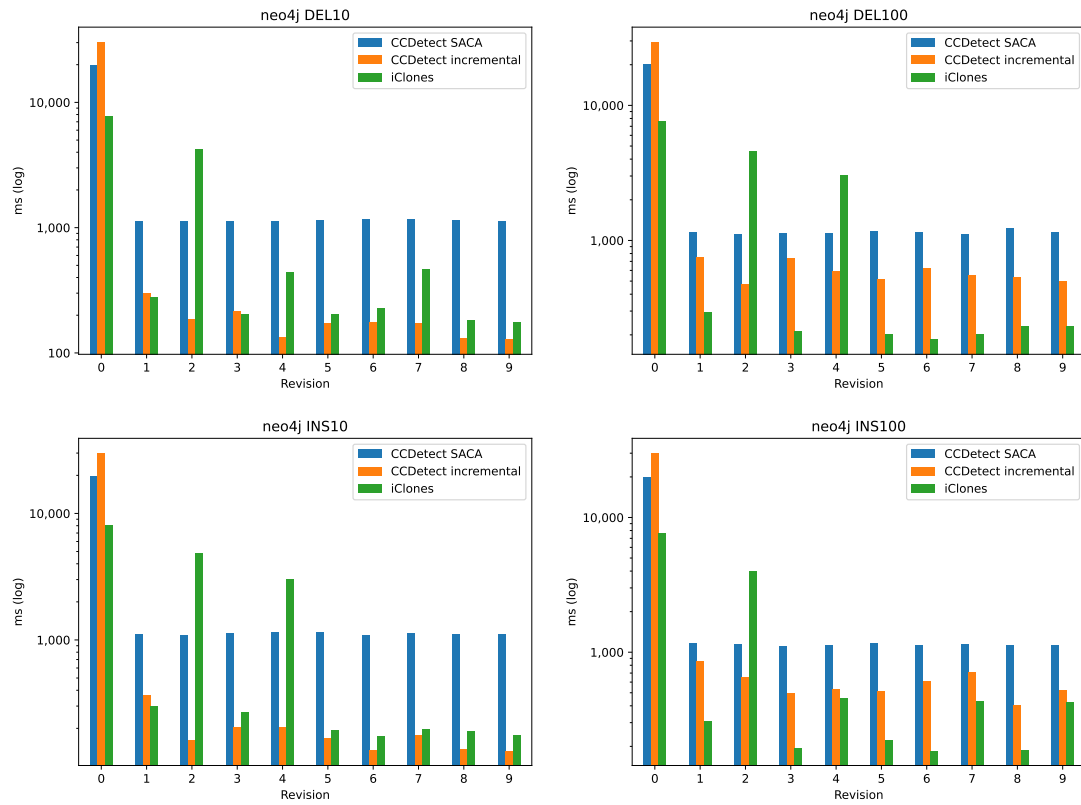 neo4j DEL10
CCDetect SACA
CCDetect incremental
iClones
ms (log)
10,000
1,000
100
0 1 2 3 4 5 6 7 8 9
Revision
neo4j DEL100
CCDetect SACA
CCDetect incremental
iClones
ms (log)
10,000
1,000
0 1 2 3 4 5 6 7 8 9
Revision
neo4j INS10
CCDetect SACA
CCDetect incremental
iClones
ms (log)
10,000
1,000
0 1 2 3 4 5 6 7 8 9
Revision
neo4j INS100
CCDetect SACA
CCDetect incremental
iClones
ms (log)
10,000
1,000
0 1 2 3 4 5 6 7 8 9
Revision